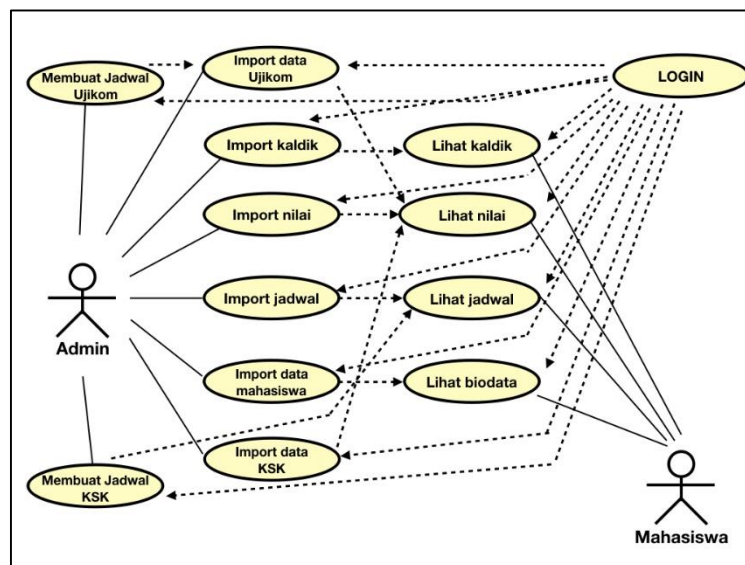 Membuat Jadwal
Ujikom
Import data
Ujikom
LOGIN
Import kaldik
Lihat kaldik
Import nilai
Lihat nilai
Import jadwal
Lihat jadwal
Admin
Import data
mahasiswa
Lihat biodata
Membuat Jadwal
KSK
Import data
KSK
Mahasiswa